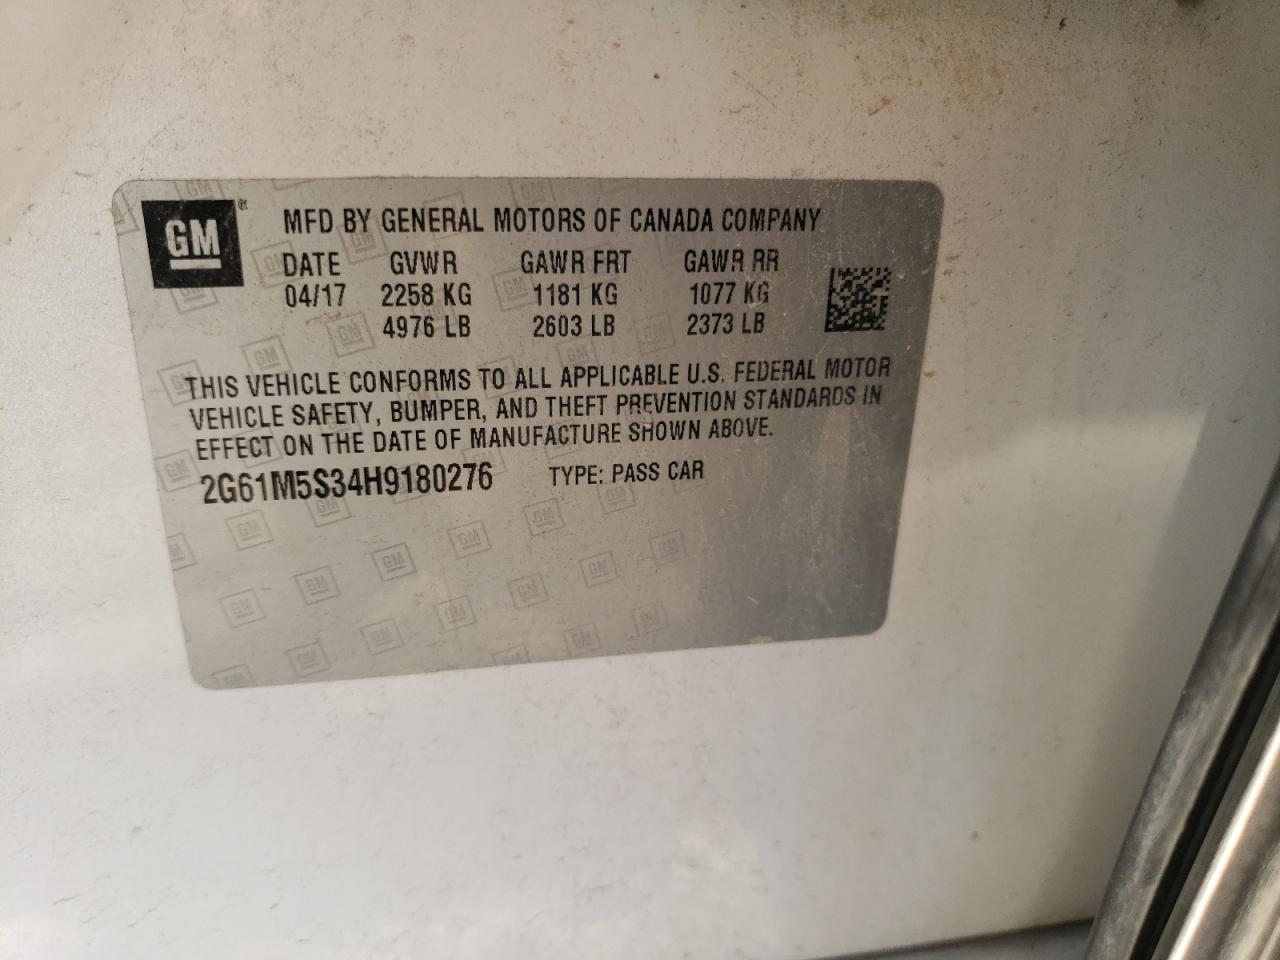 GM ®
MFD BY GENERAL MOTORS OF CANADA COMPANY
DATE GVWR GAWR FRT GAWR RR
04/17 2258 KG 1181 KG 1077 KG
4976 LB 2603 LB 2373 LB
THIS VEHICLE CONFORMS TO ALL APPLICABLE U.S. FEDERAL MOTOR
VEHICLE SAFETY, BUMPER, AND THEFT PREVENTION STANDARDS IN
EFFECT ON THE DATE OF MANUFACTURE SHOWN ABOVE.
2G61M5S34H9180276 TYPE: PASS CAR